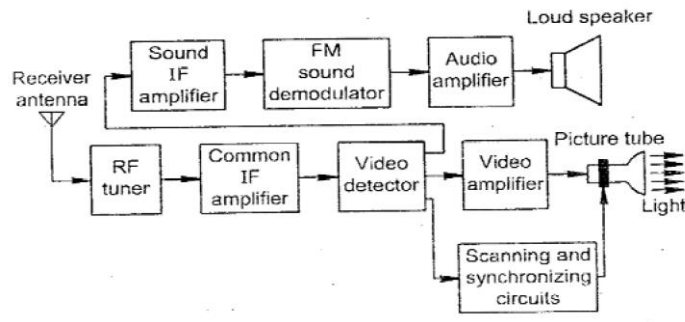 Loud speaker
Sound
IF
amplifier
FM
sound
demodulator
Audio
amplifier
Receiver
antenna
Picture tube
RF
tuner
Common
IF
amplifier
Video
detector
Video
amplifier
Light
Scanning and
synchronizing
circuits